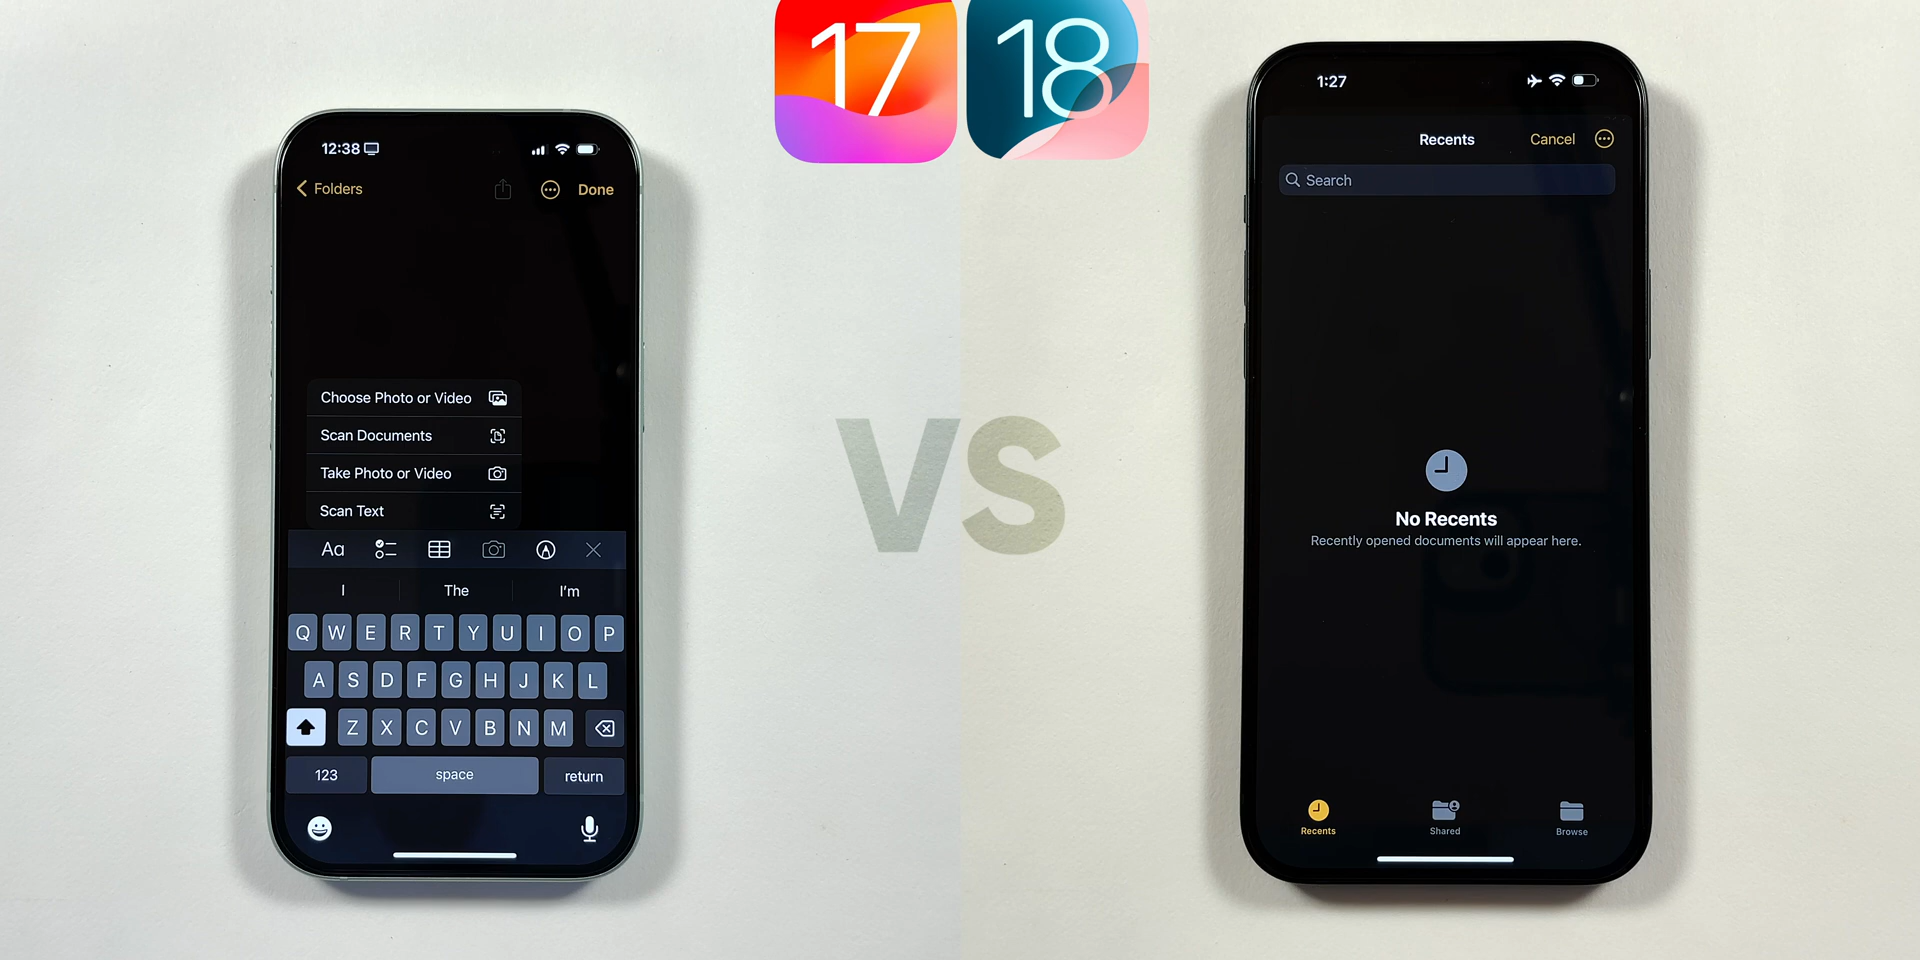 17
18
12:38
Folders
Done
Choose Photo or Video
Scan Documents
Take Photo or Video
Scan Text
Aa
I The I'm
Q W E R T Y U I O P
A S D F G H J K L
Z X C V B N M
123 space return
VS
1:27
Recents Cancel
Search
No Recents
Recently opened documents will appear here.
Recents Shared Browse